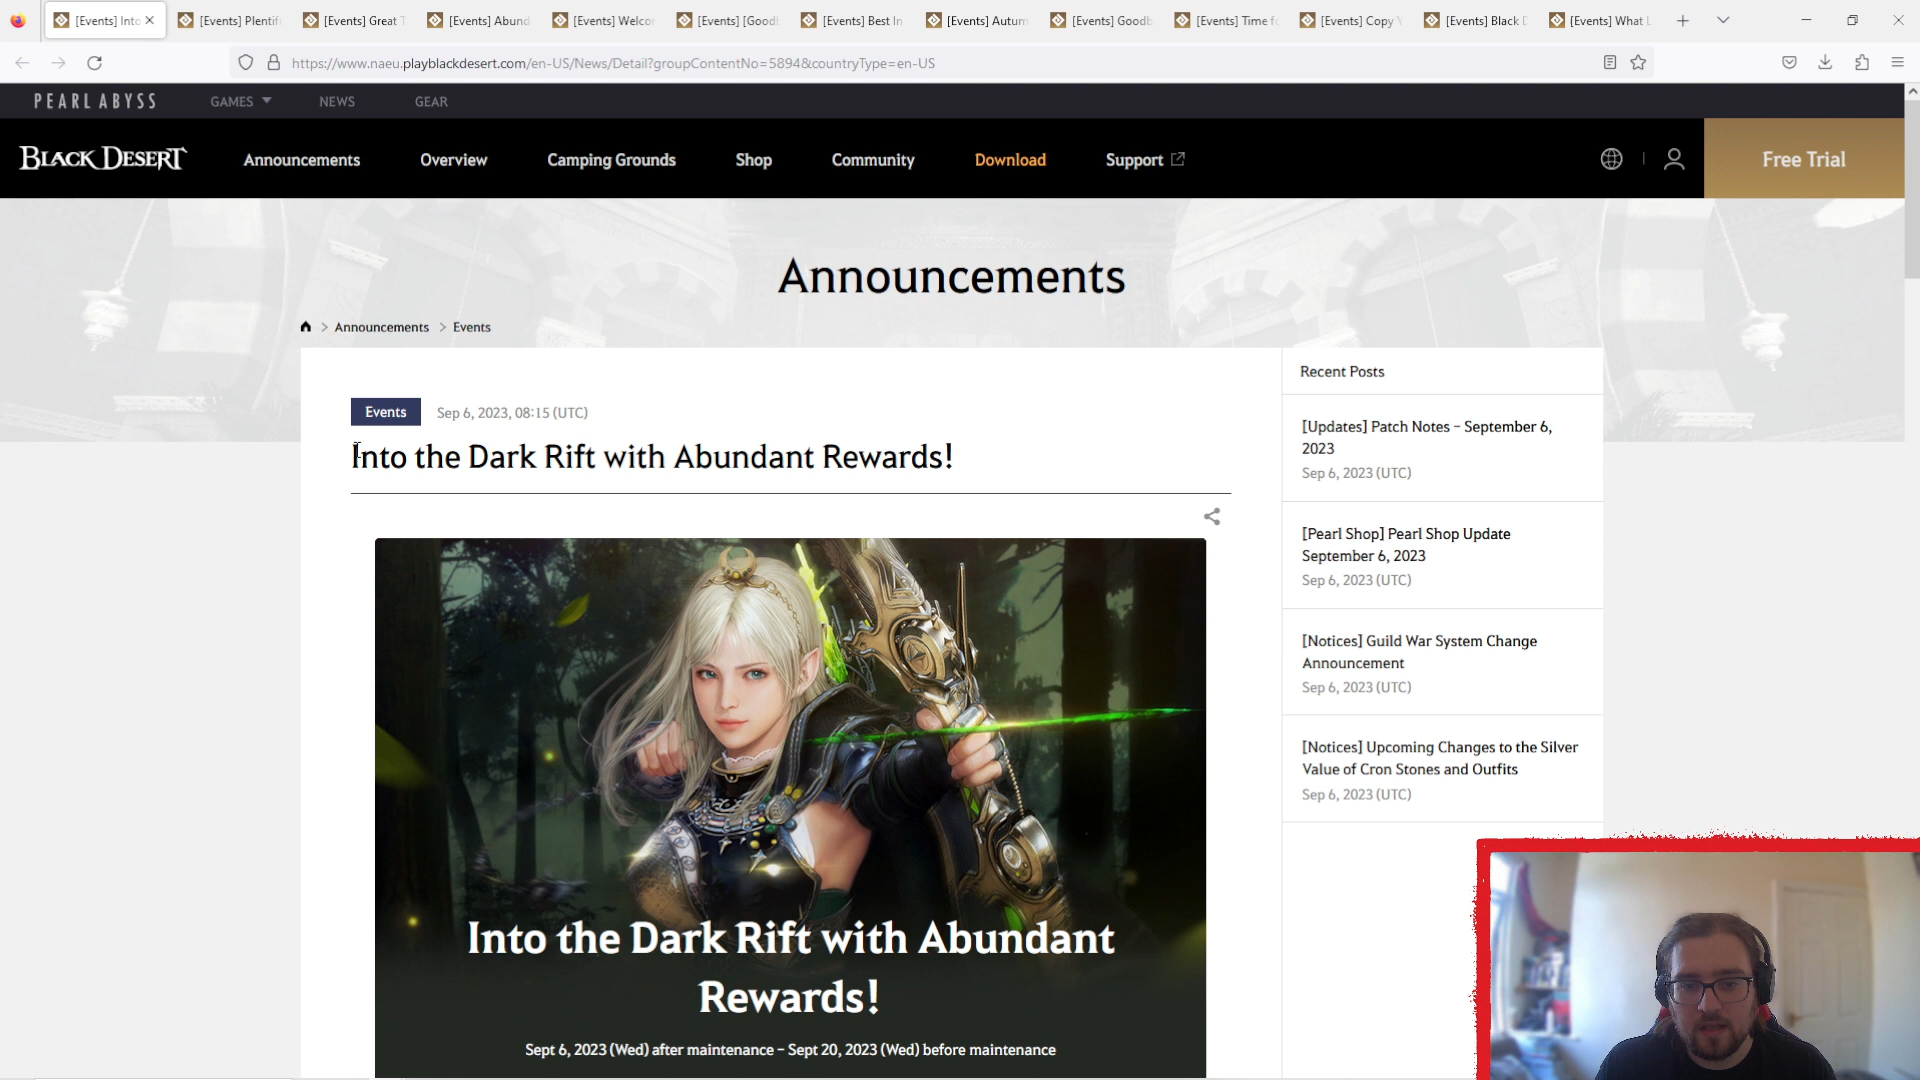 [Events] Into
[Events] Plentif
[Events] Great T
[Events] Abund
[Events] Welco
[Events] [Good
[Events] Best In
[Events] Autum
[Events] Goodb
[Events] Time fo
[Events] Copy Y
[Events] Black D
[Events] What L
https://www.naeu.playblackdesert.com/en-US/News/Detail?groupContentNo=5894&countryType=en-US
PEARL ABYSS
GAMES
NEWS
GEAR
BLACK DESERT
Announcements
Overview
Camping Grounds
Shop
Community
Download
Support
Free Trial
Announcements
Announcements > Events
Events
Sep 6, 2023, 08:15 (UTC)
Into the Dark Rift with Abundant Rewards!
Into the Dark Rift with Abundant
Rewards!
Sept 6, 2023 (Wed) after maintenance – Sept 20, 2023 (Wed) before maintenance
Recent Posts
[Updates] Patch Notes – September 6,
2023
Sep 6, 2023 (UTC)
[Pearl Shop] Pearl Shop Update
September 6, 2023
Sep 6, 2023 (UTC)
[Notices] Guild War System Change
Announcement
Sep 6, 2023 (UTC)
[Notices] Upcoming Changes to the Silver
Value of Cron Stones and Outfits
Sep 6, 2023 (UTC)